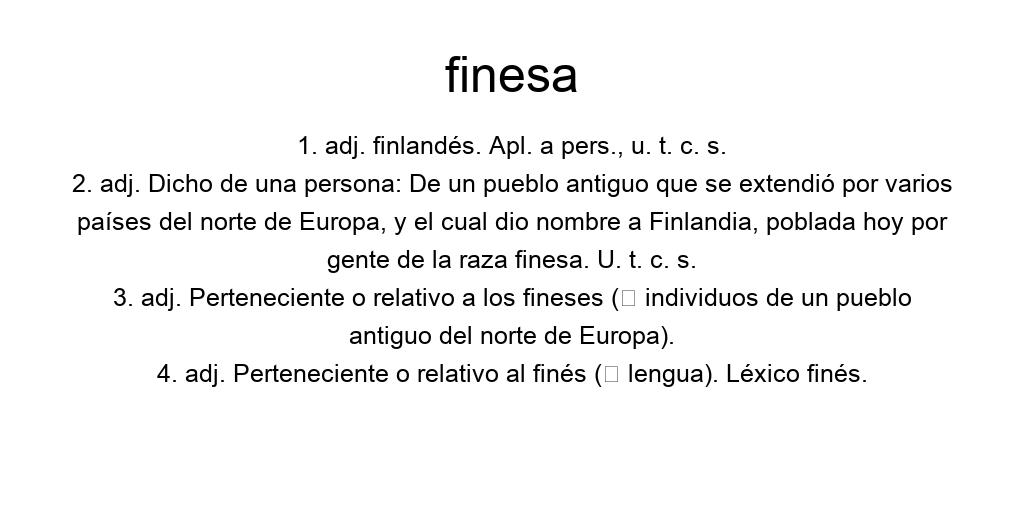 finesa
1. adj. finlandés. Apl. a pers., u. t. c. s.
2. adj. Dicho de una persona: De un pueblo antiguo que se extendió por varios
países del norte de Europa, y el cual dio nombre a Finlandia, poblada hoy por
gente de la raza finesa. U. t. c. s.
3. adj. Perteneciente o relativo a los fineses (□ individuos de un pueblo
antiguo del norte de Europa).
4. adj. Perteneciente o relativo al finés (□ lengua). Léxico finés.